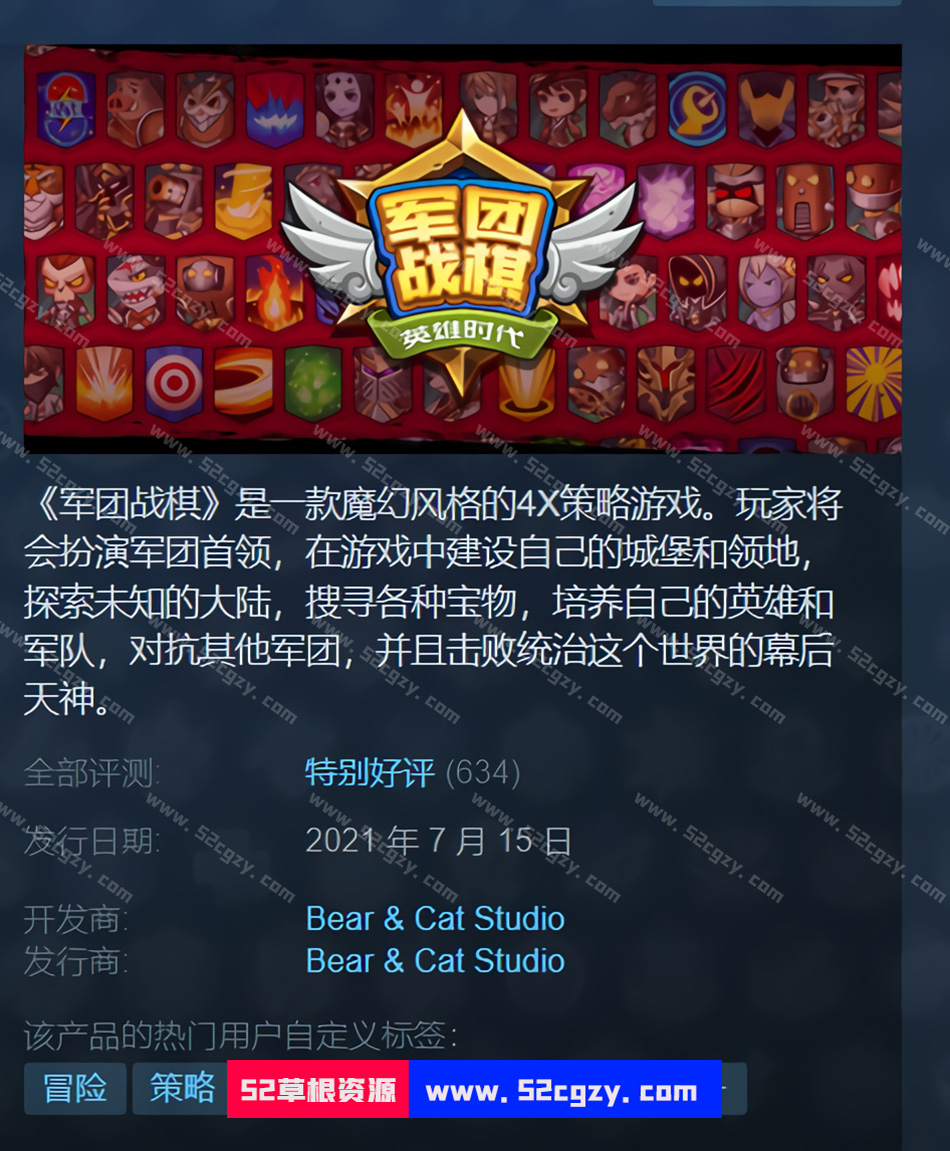 军团
战棋
英雄时代
《军团战棋》是一款魔幻风格的4X策略游戏。玩家将
会扮演军团首领，在游戏中建设自己的城堡和领地，
探索未知的大陆，搜寻各种宝物，培养自己的英雄和
军队，对抗其他军团，并且击败统治这个世界的幕后
天神。
全部评测: 特别好评 (634)
发行日期: 2021 年 7 月 15 日
开发商: Bear & Cat Studio
发行商: Bear & Cat Studio
该产品的热门用户自定义标签:
冒险 策略 52草根资源 www.52cgzy.com